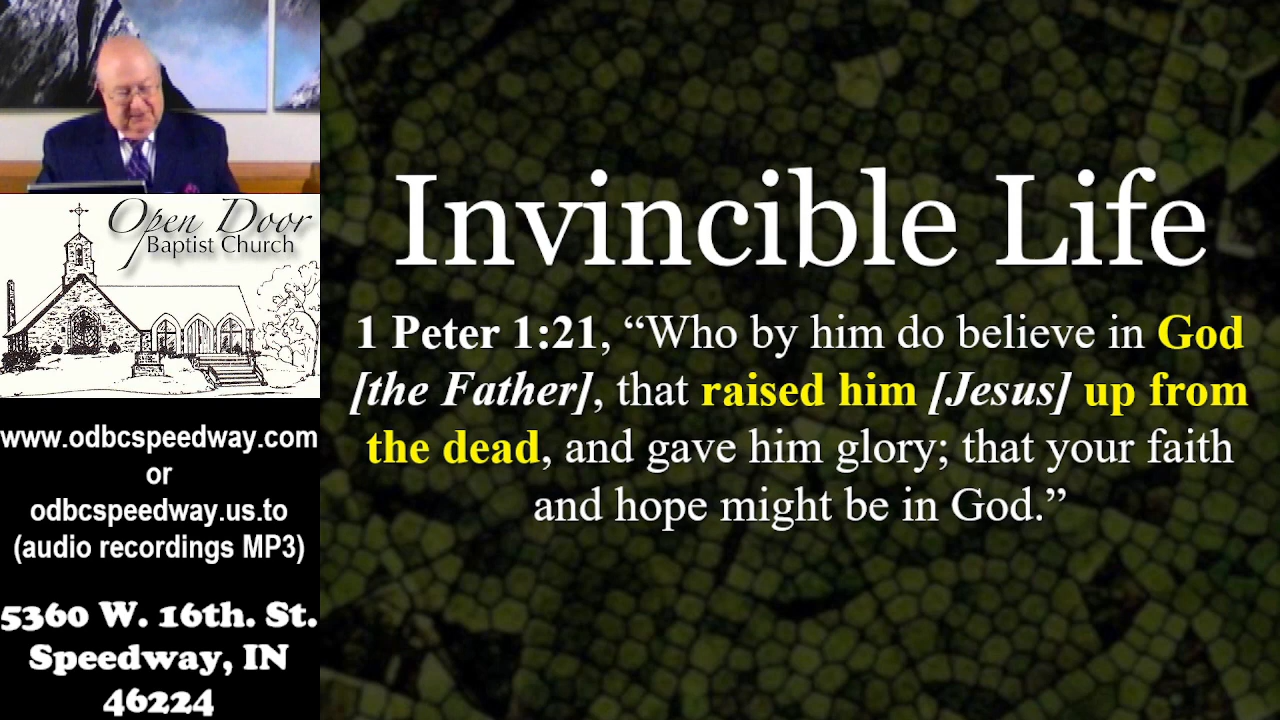 Open Door
Baptist Church
www.odbcspeedway.com
or
odbcspeedway.us.to
(audio recordings MP3)
5360 W. 16th. St.
Speedway, IN
46224
Invincible Life
1 Peter 1:21, “Who by him do believe in God
[the Father], that raised him [Jesus] up from
the dead, and gave him glory; that your faith
and hope might be in God.”